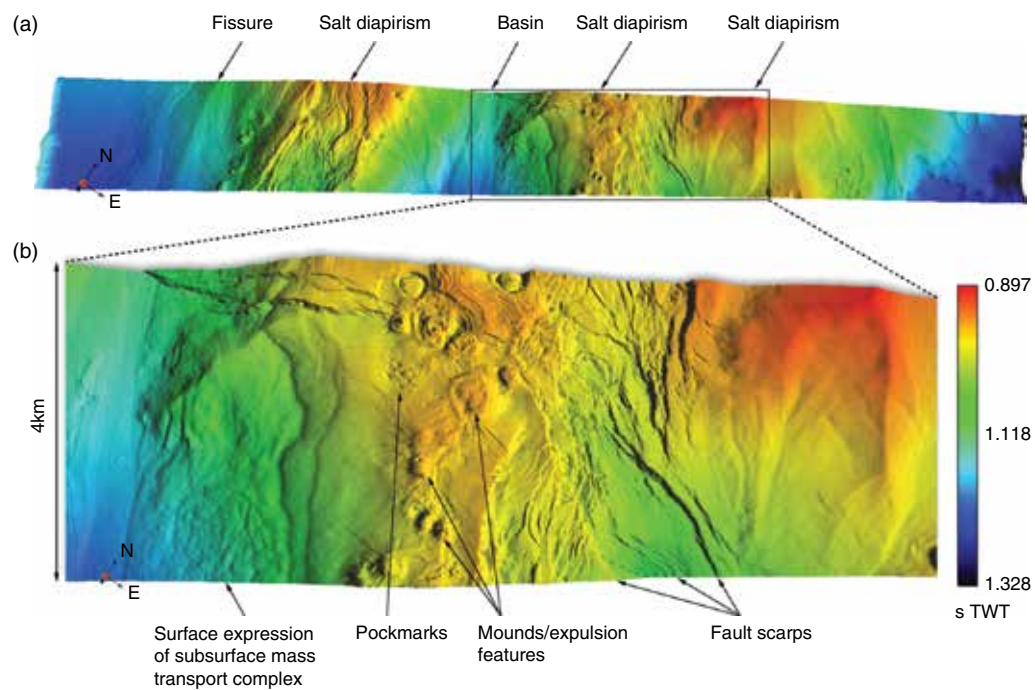 (a)
Fissure
Salt diapirism
Basin
Salt diapirism
Salt diapirism
N
E
(b)
4km
0.897
1.118
1.328
s TWT
N
E
Surface expression
of subsurface mass
transport complex
Pockmarks
Mounds/expulsion
features
Fault scarps